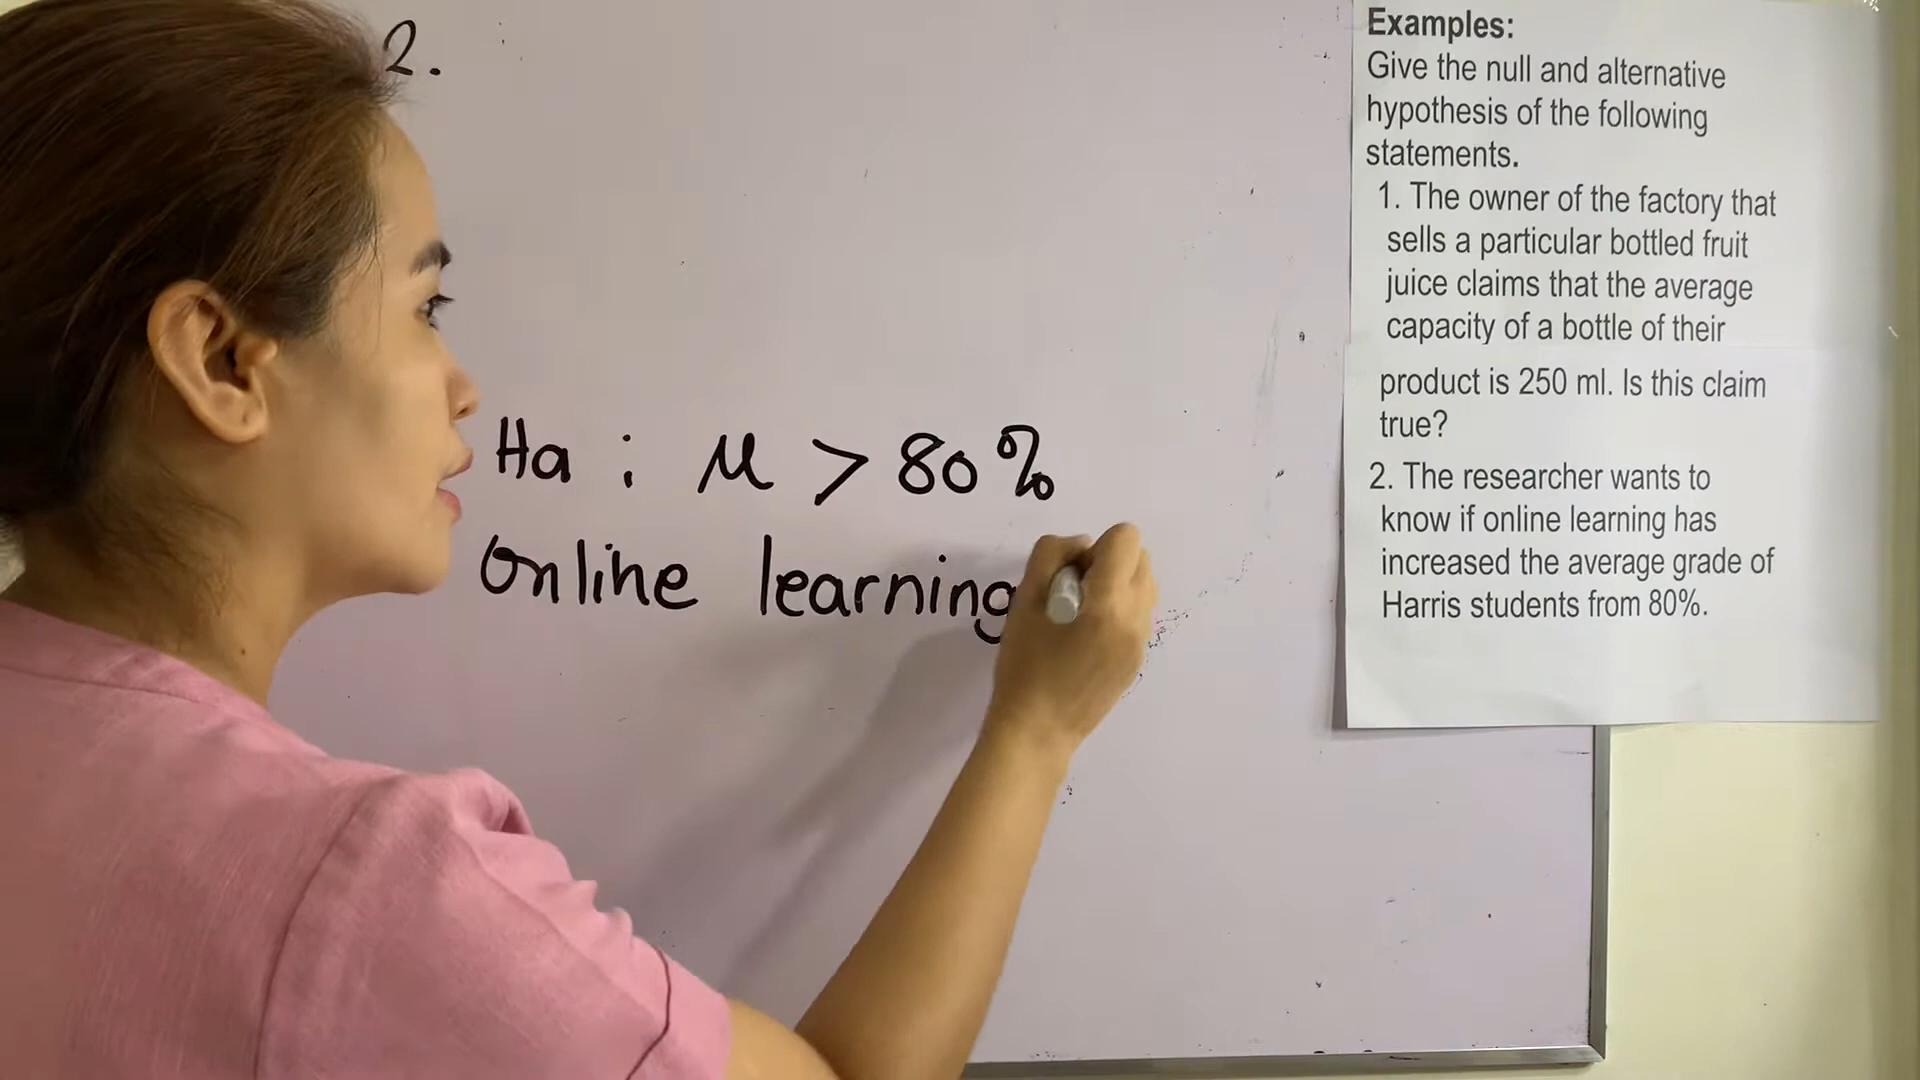 2.
Ha : μ > 80%
Online learning
Examples:
Give the null and alternative
hypothesis of the following
statements.
1. The owner of the factory that
sells a particular bottled fruit
juice claims that the average
capacity of a bottle of their
product is 250 ml. Is this claim
true?
2. The researcher wants to
know if online learning has
increased the average grade of
Harris students from 80%.